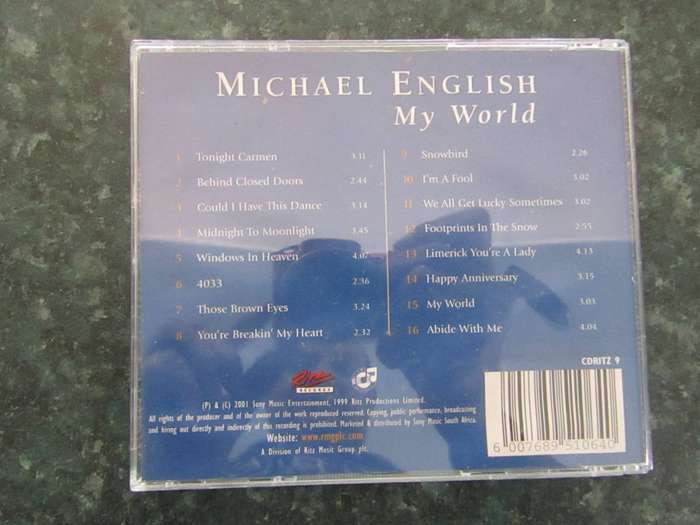 MICHAEL ENGLISH
My World
1 Tonight Carmen 3.11
2 Behind Closed Doors 2.44
3 Could I Have This Dance 3.14
4 Midnight To Moonlight 3.45
5 Windows In Heaven 4.07
6 4033 2.36
7 Those Brown Eyes 3.24
8 You're Breakin' My Heart 2.32
9 Snowbird 2.26
10 I'm A Fool 3.02
11 We All Get Lucky Sometimes 3.02
12 Footprints In The Snow 2.55
13 Limerick You're A Lady 4.13
14 Happy Anniversary 3.15
15 My World 3.03
16 Abide With Me 4.04
CDRITZ 9
Ritz
RECORDS
(P) & (C) 2001 Sony Music Entertainment, 1999 Ritz Productions Limited.
All rights of the producer and of the owner of the work reproduced reserved. Copying, public performance, broadcasting
and hiring out directly and indirectly of this recording is prohibited. Marketed & distributed by Sony Music South Africa.
Website: www.rmgplc.com
A Division of Ritz Music Group plc.
6 007689 510640